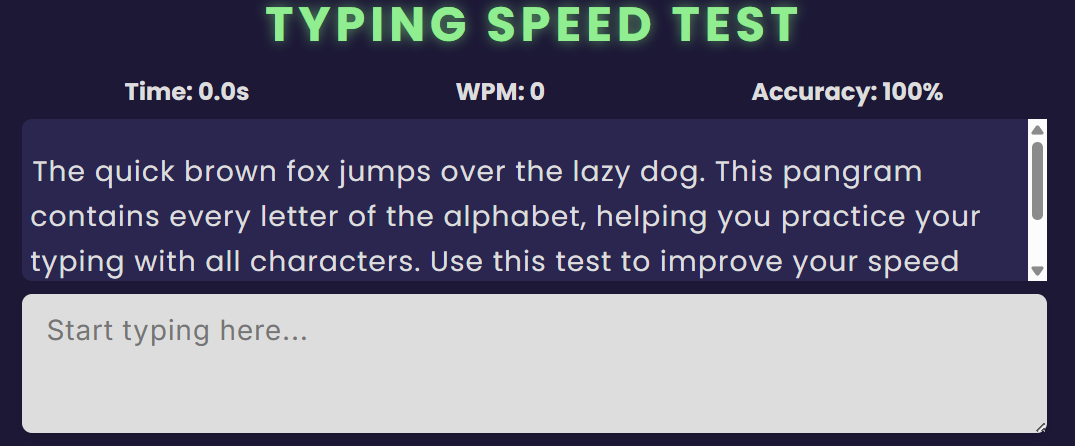 TYPING SPEED TEST
Time: 0.0s WPM: 0 Accuracy: 100%
The quick brown fox jumps over the lazy dog. This pangram
contains every letter of the alphabet, helping you practice your
typing with all characters. Use this test to improve your speed
Start typing here...